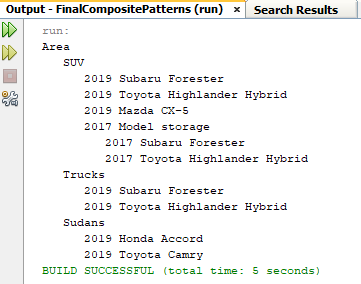 Output - FinalCompositePatterns (run) ×
Search Results
run:
Area
SUV
2019 Subaru Forester
2019 Toyota Highlander Hybrid
2019 Mazda CX-5
2017 Model storage
2017 Subaru Forester
2017 Toyota Highlander Hybrid
Trucks
2019 Subaru Forester
2019 Toyota Highlander Hybrid
Sudans
2019 Honda Accord
2019 Toyota Camry
BUILD SUCCESSFUL (total time: 5 seconds)